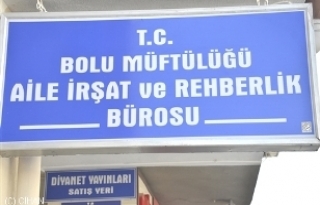 T.C.
BOLU MÜFTÜLÜĞÜ
AİLE İRŞAT ve REHBERLİK
BÜROSU
DİYANET YAYINLARI
SATIŞ YERİ